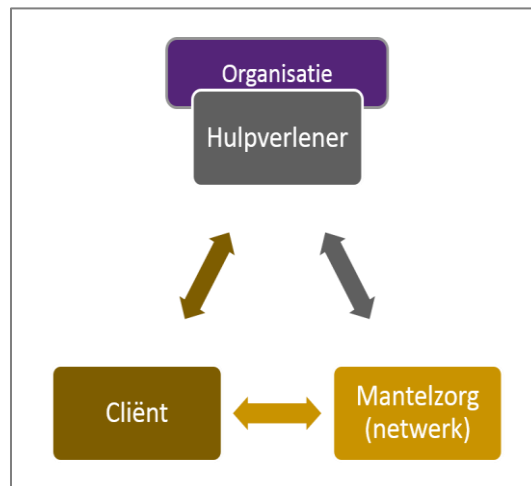 Organisatie
Hulpverlener
Cliënt
Mantelzorg
(netwerk)